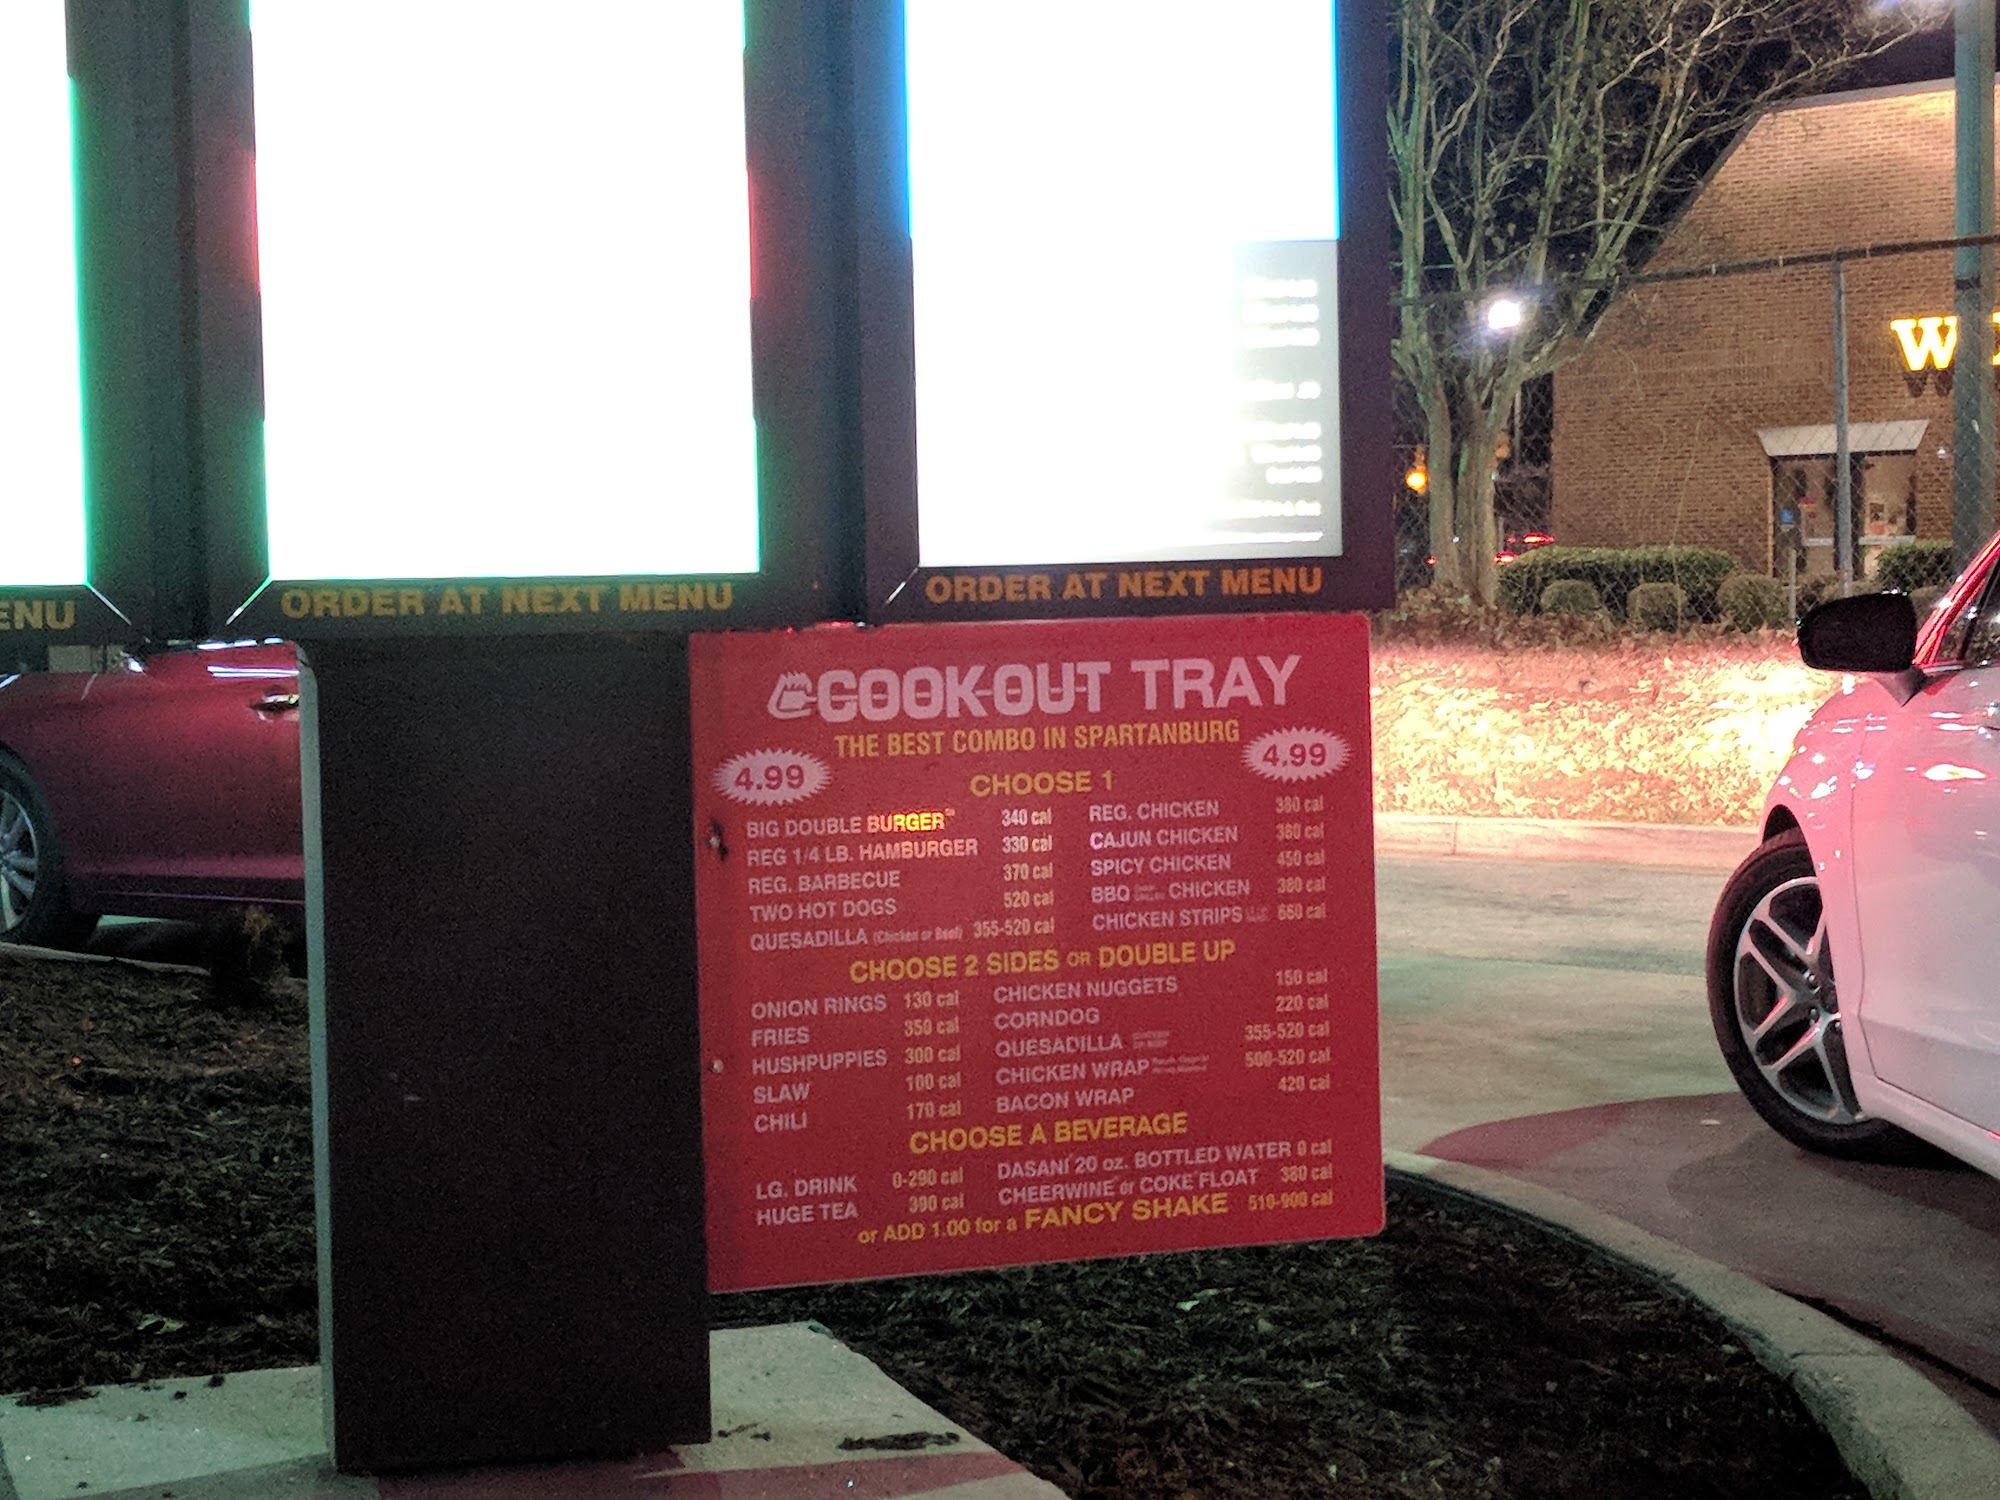 ENU
ORDER AT NEXT MENU
ORDER AT NEXT MENU
W
COOK-OUT TRAY
THE BEST COMBO IN SPARTANBURG
4.99
4.99
CHOOSE 1
BIG DOUBLE BURGER 340 cal
REG 1/4 LB. HAMBURGER 330 cal
REG. BARBECUE 370 cal
TWO HOT DOGS 520 cal
QUESADILLA (Chicken or Beef) 355-520 cal
REG. CHICKEN 380 cal
CAJUN CHICKEN 380 cal
SPICY CHICKEN 450 cal
BBQ CHICKEN 380 cal
CHICKEN STRIPS 660 cal
CHOOSE 2 SIDES OR DOUBLE UP
ONION RINGS 130 cal
FRIES 350 cal
HUSHPUPPIES 300 cal
SLAW 100 cal
CHILI 170 cal
CHICKEN NUGGETS 150 cal
CORNDOG 220 cal
QUESADILLA 355-520 cal
CHICKEN WRAP 500-520 cal
BACON WRAP 420 cal
CHOOSE A BEVERAGE
LG. DRINK 0-290 cal
HUGE TEA 390 cal
DASANI 20 oz. BOTTLED WATER 0 cal
CHEERWINE or COKE FLOAT 380 cal
or ADD 1.00 for a FANCY SHAKE 510-900 cal